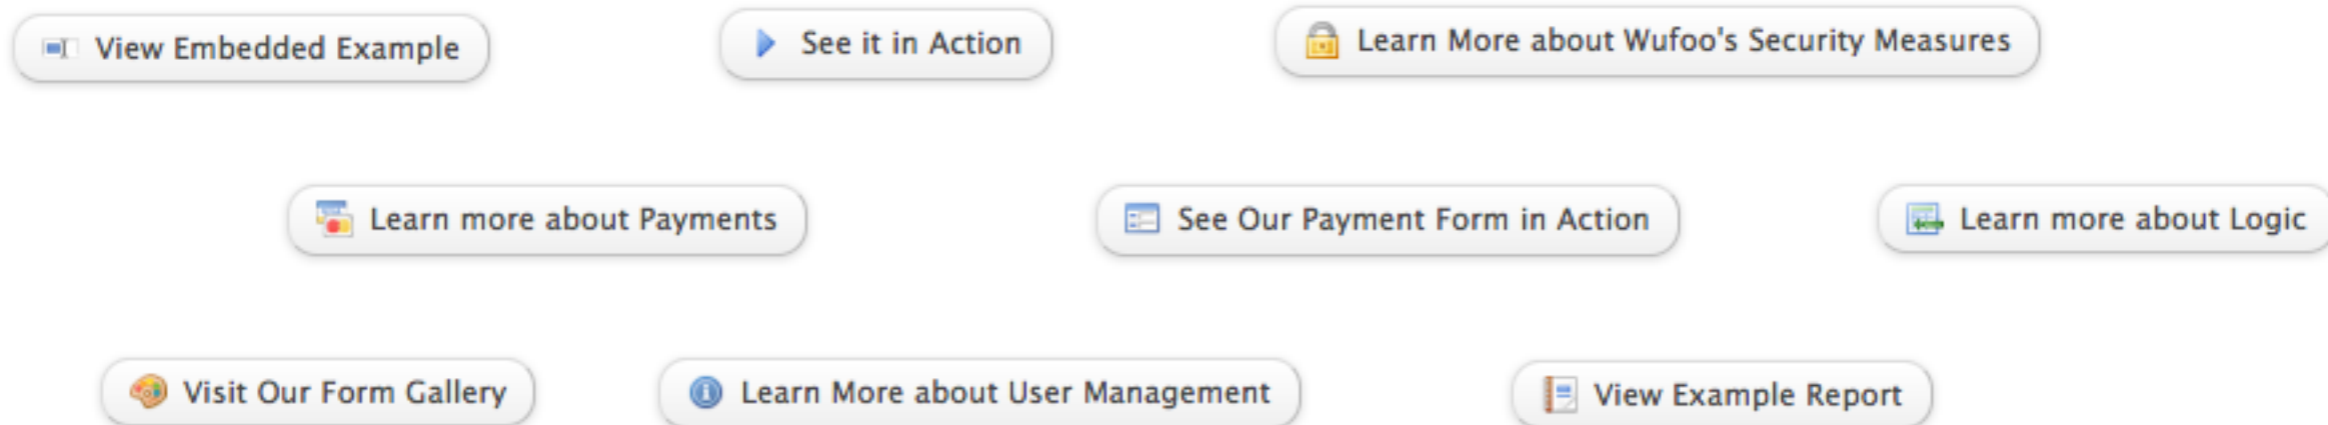 View Embedded Example
See it in Action
Learn More about Wufoo's Security Measures
Learn more about Payments
See Our Payment Form in Action
Learn more about Logic
Visit Our Form Gallery
Learn More about User Management
View Example Report